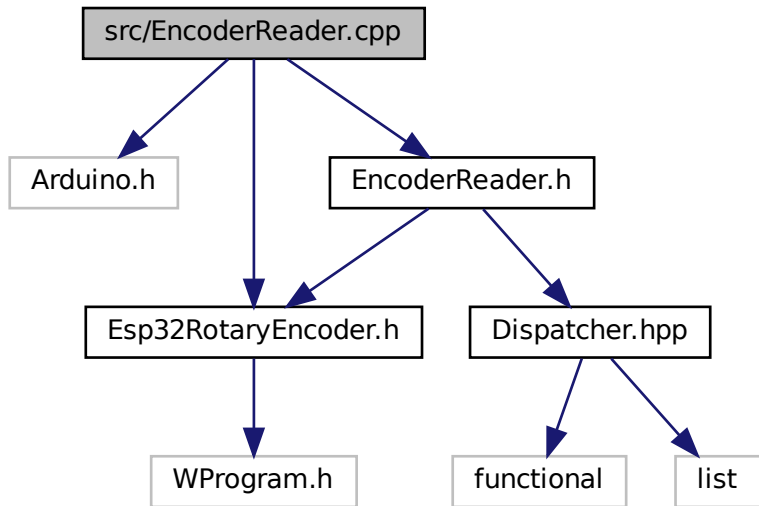 src/EncoderReader.cpp
Arduino.h
EncoderReader.h
Esp32RotaryEncoder.h
Dispatcher.hpp
WProgram.h
functional
list